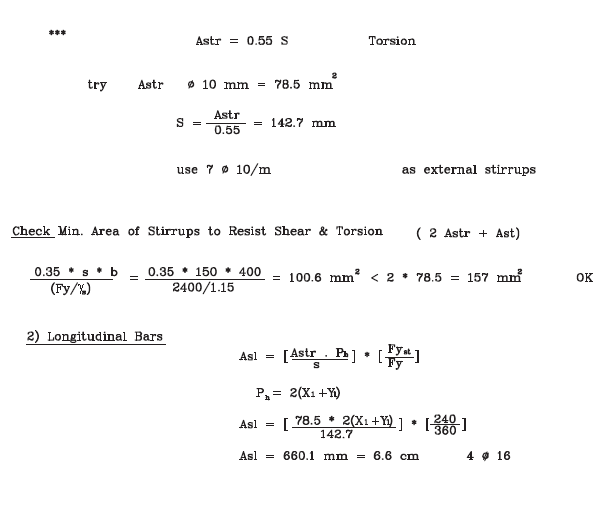 ***
Astr = 0.55 S Torsion
try Astr ø 10 mm = 78.5 mm²
S = Astr / 0.55 = 142.7 mm
use 7 ø 10/m as external stirrups
Check Min. Area of Stirrups to Resist Shear & Torsion ( 2 Astr + Ast)
0.35 * s * b / (Fy/γs) = 0.35 * 150 * 400 / 2400/1.15 = 100.6 mm² < 2 * 78.5 = 157 mm² OK
2) Longitudinal Bars
Asl = [Astr . Ph / s] * [Fyst / Fy]
Ph = 2(X1+Y1)
Asl = [78.5 * 2(X1+Y1) / 142.7] * [240 / 360]
Asl = 660.1 mm = 6.6 cm 4 ø 16